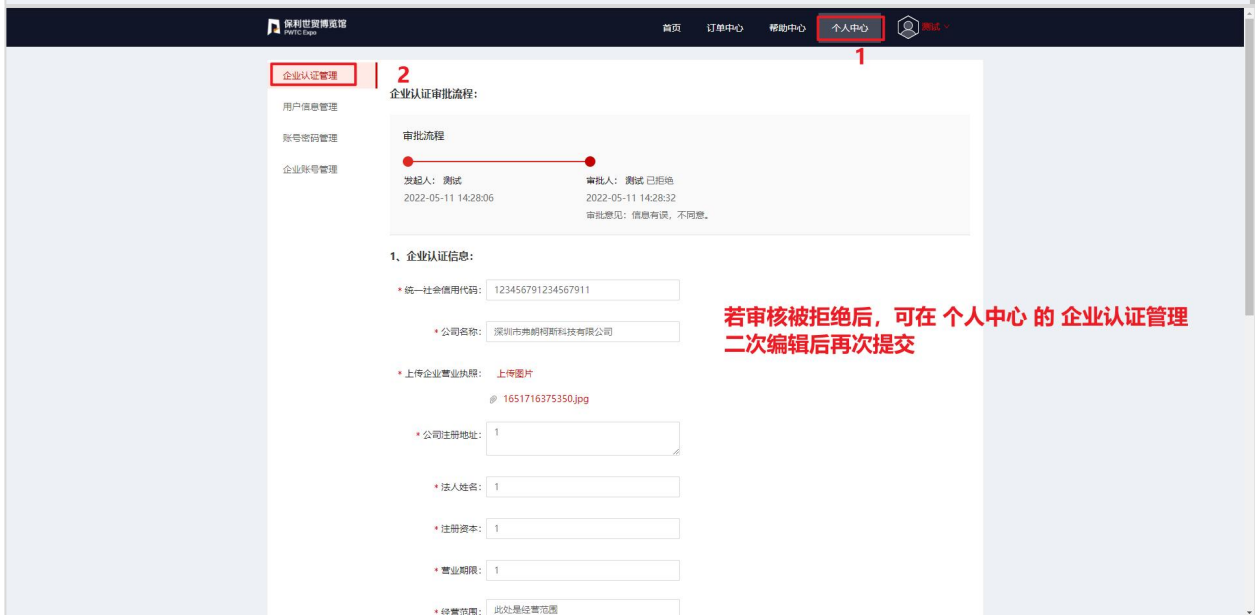 保利世贸博览馆
PWTC Expo
首页 订单中心 帮助中心 个人中心 测试
1
企业认证管理
2
用户信息管理
账号密码管理
企业账号管理
企业认证审批流程：
审批流程
发起人： 测试 审批人： 测试 已拒绝
2022-05-11 14:28:06 2022-05-11 14:28:32
审批意见：信息有误，不同意。
1、企业认证信息：
* 统一社会信用代码： 123456791234567911
* 公司名称： 深圳市弗朗柯斯科技有限公司
若审核被拒绝后，可在 个人中心 的 企业认证管理
二次编辑后再次提交
* 上传企业营业执照： 上传图片
1651716375350.jpg
* 公司注册地址： 1
* 法人姓名： 1
* 注册资本： 1
* 营业期限： 1
* 经营范围： 此处是经营范围